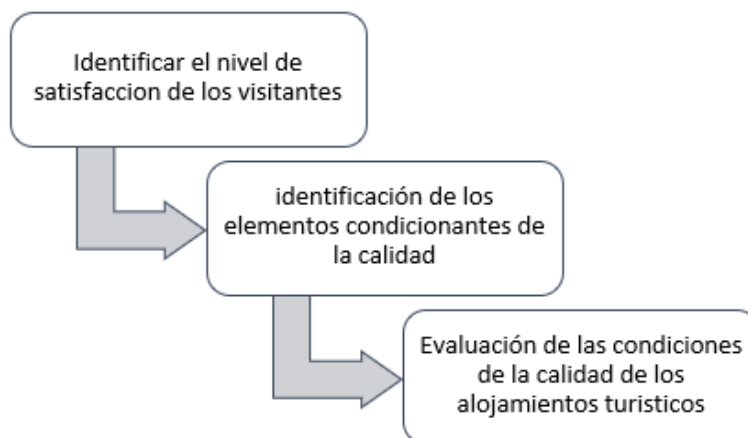 Identificar el nivel de
satisfaccion de los visitantes
identificación de los
elementos condicionantes de
la calidad
Evaluación de las condiciones
de la calidad de los
alojamientos turisticos